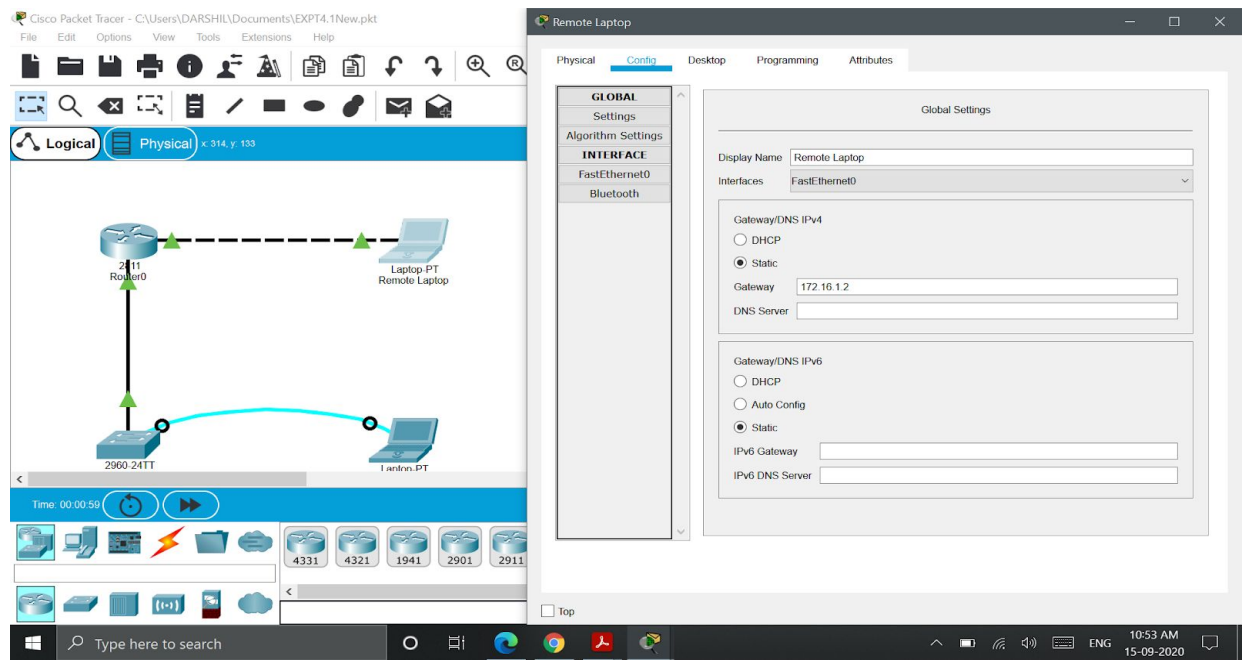 Cisco Packet Tracer - C:\Users\DARSHIL\Documents\EXPT4.1New.pkt
File Edit Options View Tools Extensions Help
Logical Physical x: 314, y: 133
2811
Router0
Laptop-PT
Remote Laptop
2960-24TT
Laptop-PT
Time: 00:00:59
4331 4321 1941 2901 2911
Remote Laptop
Physical Config Desktop Programming Attributes
GLOBAL
Settings
Algorithm Settings
INTERFACE
FastEthernet0
Bluetooth
Global Settings
Display Name Remote Laptop
Interfaces FastEthernet0
Gateway/DNS IPv4
DHCP
Static
Gateway 172.16.1.2
DNS Server
Gateway/DNS IPv6
DHCP
Auto Config
Static
IPv6 Gateway
IPv6 DNS Server
Top
Type here to search
ENG
10:53 AM
15-09-2020